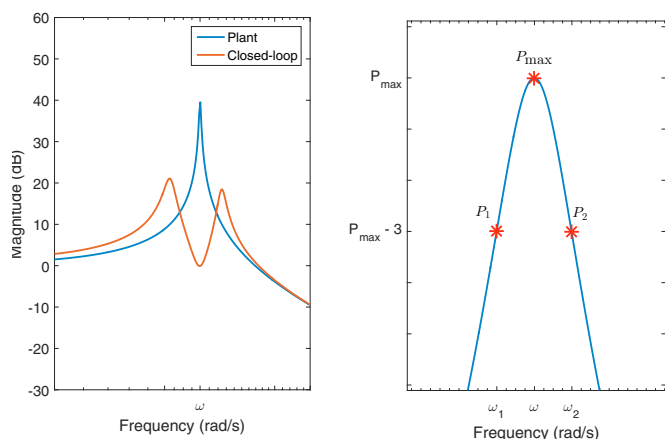 60
50
40
30
20
10
0
-10
-20
-30
Magnitude (dB)
Plant
Closed-loop
ω
Frequency (rad/s)
P_max
P_max - 3
P_max
P_1
P_2
ω_1 ω ω_2
Frequency (rad/s)